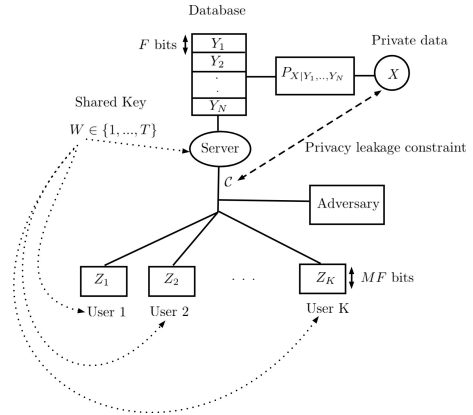 Database
F bits
Y_1
Y_2
.
.
Y_N
P_{X|Y_1,..,Y_N}
Private data
X
Shared Key
W ∈ {1, ..., T}
Server
Privacy leakage constraint
C
Adversary
Z_1
Z_2
. . .
Z_K
MF bits
User 1
User 2
User K